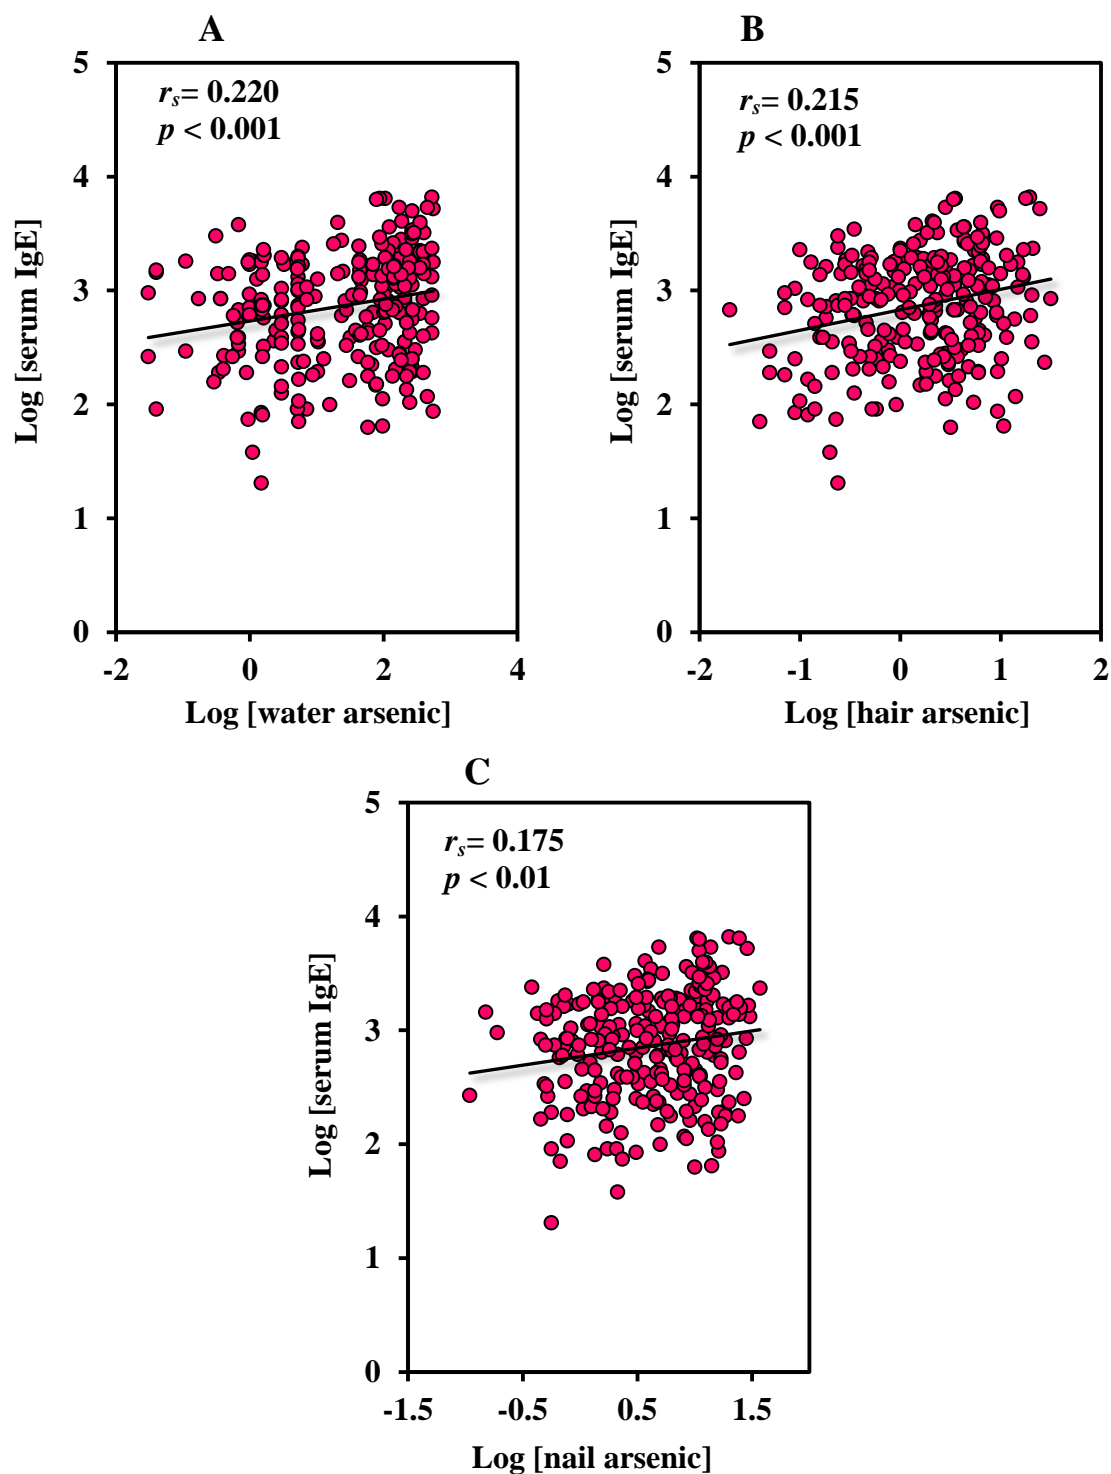 A
r_s= 0.220
p < 0.001
5
4
3
2
1
0
-2
0
2
4
Log [serum IgE]
Log [water arsenic]
B
r_s= 0.215
p < 0.001
5
4
3
2
1
0
-2
-1
0
1
2
Log [serum IgE]
Log [hair arsenic]
C
r_s= 0.175
p < 0.01
5
4
3
2
1
0
-1.5
-0.5
0.5
1.5
Log [serum IgE]
Log [nail arsenic]